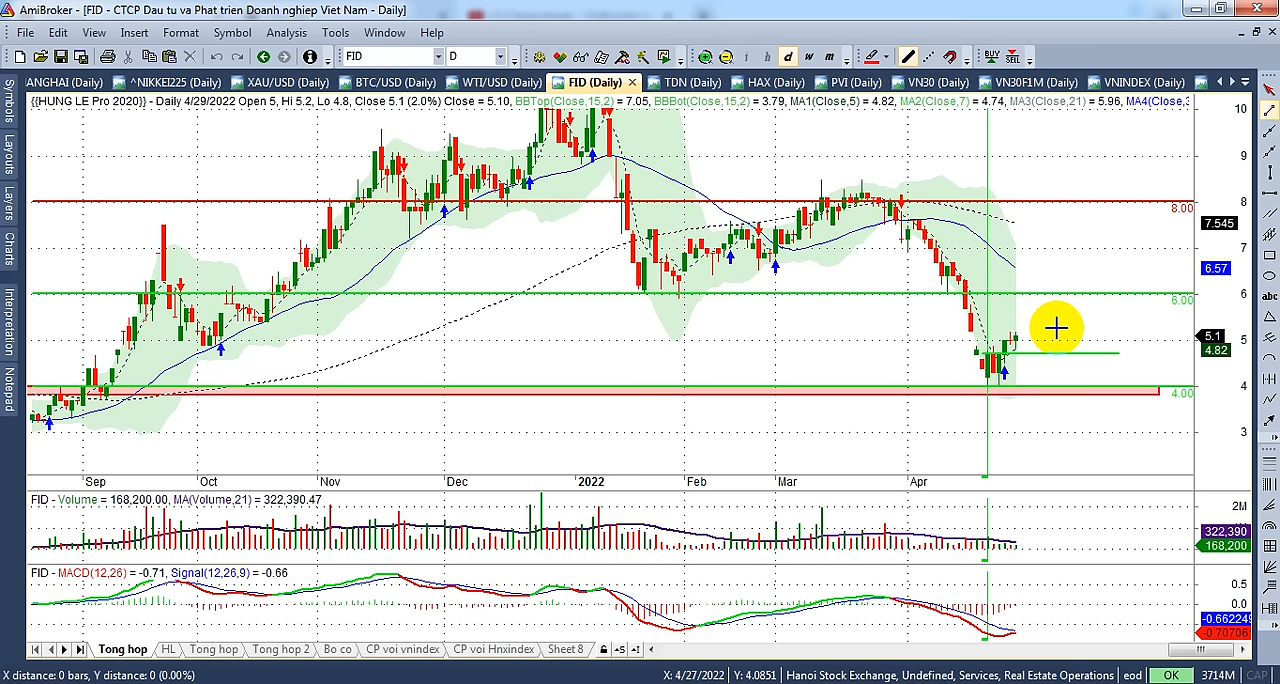 AmiBroker - [FID - CTCP Dau tu va Phat trien Doanh nghiep Viet Nam - Daily]
File Edit View Insert Format Symbol Analysis Tools Window Help
FID D i h d w m BUY SELL
ANGHAI (Daily) ^NIKKEI225 (Daily) XAU/USD (Daily) BTC/USD (Daily) WTI/USD (Daily) FID (Daily) TDN (Daily) HAX (Daily) PVI (Daily) VN30 (Daily) VN30F1M (Daily) VNINDEX (Daily)
{{HUNG LE Pro 2020}} - Daily 4/29/2022 Open 5, Hi 5.2, Lo 4.8, Close 5.1 (2.0%) Close = 5.10, BBTop(Close,15,2) = 7.05, BBBot(Close,15,2) = 3.79, MA1(Close,5) = 4.82, MA2(Close,7) = 4.74, MA3(Close,21) = 5.96, MA4(Close,3
Symbols
Layouts
Layers
Charts
Interpretation
Notepad
10
9
8
8.00
7.545
7
6.57
6
6.00
5.1
5
4.82
4
4.00
3
abc
Sep Oct Nov Dec 2022 Feb Mar Apr
FID - Volume = 168,200.00, MA(Volume,21) = 322,390.47
2M
322,390
168,200
FID - MACD(12,26) = -0.71, Signal(12,26,9) = -0.66
0.5
0.0
-0.662249
-0.70706
Tong hop HL Tong hop Tong hop 2 Bo co CP voi vnindex CP voi Hnxindex Sheet 8
X distance: 0 bars, Y distance: 0 (0.00%) X: 4/27/2022 Y: 4.0851 Hanoi Stock Exchange, Undefined, Services, Real Estate Operations eod OK 3714M CAP